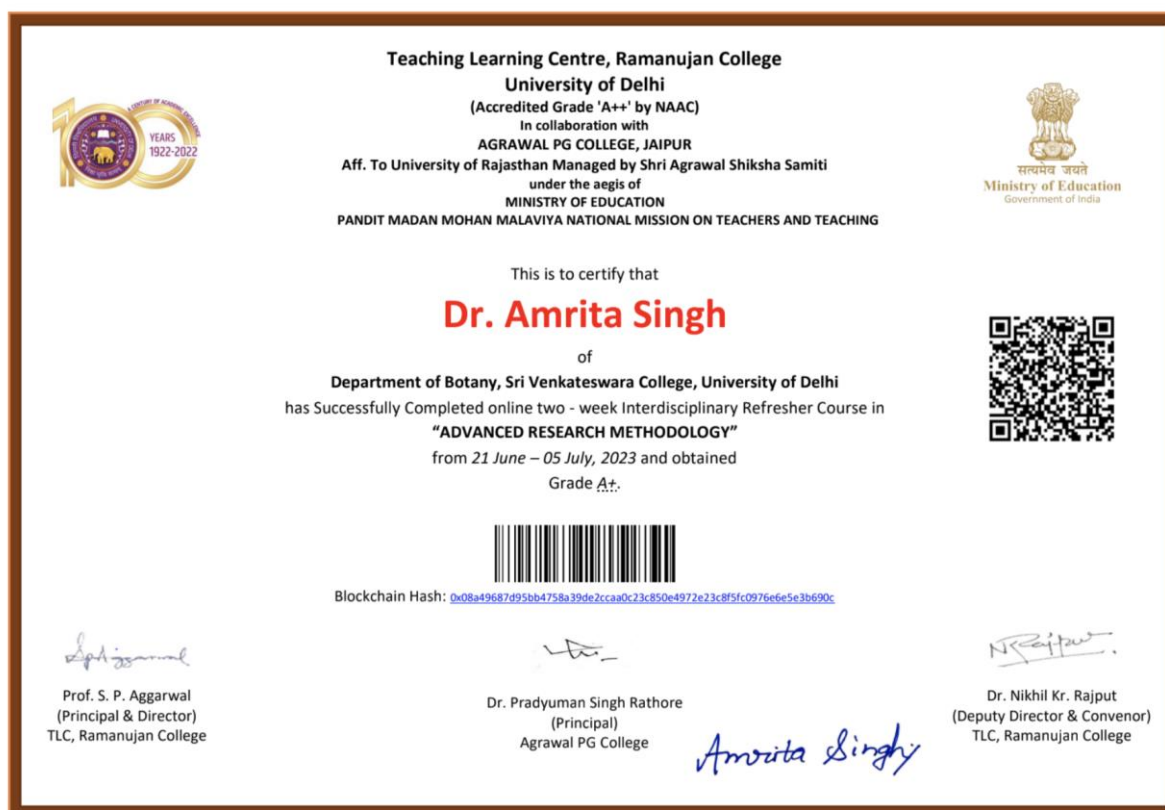 Teaching Learning Centre, Ramanujan College
University of Delhi
(Accredited Grade 'A++' by NAAC)
In collaboration with
AGRAWAL PG COLLEGE, JAIPUR
Aff. To University of Rajasthan Managed by Shri Agrawal Shiksha Samiti
under the aegis of
MINISTRY OF EDUCATION
PANDIT MADAN MOHAN MALAVIYA NATIONAL MISSION ON TEACHERS AND TEACHING
A CENTURY OF ACADEMIC EXCELLENCE
YEARS
1922-2022
सत्यमेव जयते
Ministry of Education
Government of India
This is to certify that
Dr. Amrita Singh
of
Department of Botany, Sri Venkateswara College, University of Delhi
has Successfully Completed online two - week Interdisciplinary Refresher Course in
“ADVANCED RESEARCH METHODOLOGY”
from 21 June – 05 July, 2023 and obtained
Grade A+.
Blockchain Hash: 0x08a49687d95bb4758a39de2ccaa0c23c850e4972e23c8f5fc0976e6e5e3b690c
Prof. S. P. Aggarwal
(Principal & Director)
TLC, Ramanujan College
Dr. Pradyuman Singh Rathore
(Principal)
Agrawal PG College
Amrita Singh
Dr. Nikhil Kr. Rajput
(Deputy Director & Convenor)
TLC, Ramanujan College